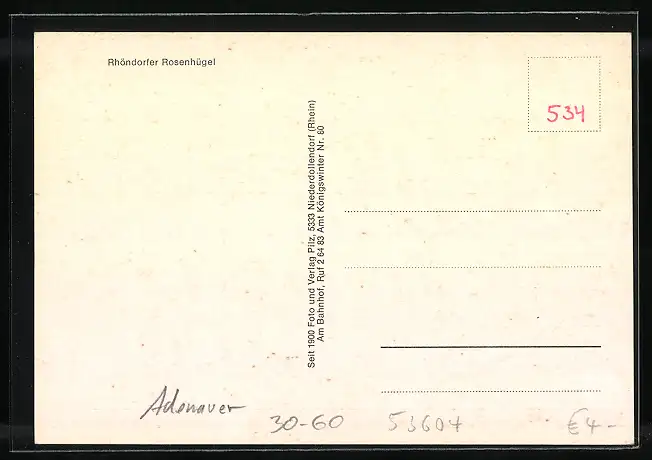 Rhöndorfer Rosenhügel
534
Seit 1900 Foto und Verlag Pilz, 5333 Niederdollendorf (Rhein)
Am Bahnhof, Ruf 2 64 83 Amt Königswinter Nr. 60
Adenauer
30-60
53604
€4-